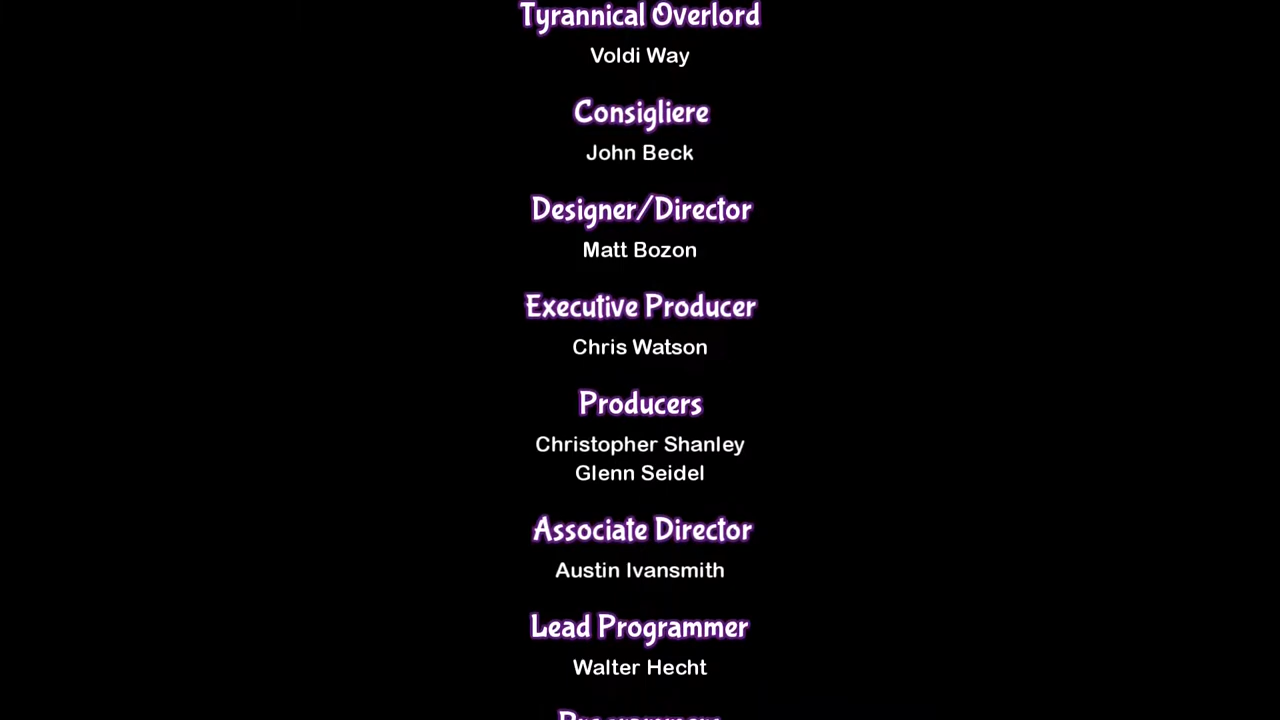 Tyrannical Overlord
Voldi Way
Consigliere
John Beck
Designer/Director
Matt Bozon
Executive Producer
Chris Watson
Producers
Christopher Shanley
Glenn Seidel
Associate Director
Austin Ivansmith
Lead Programmer
Walter Hecht